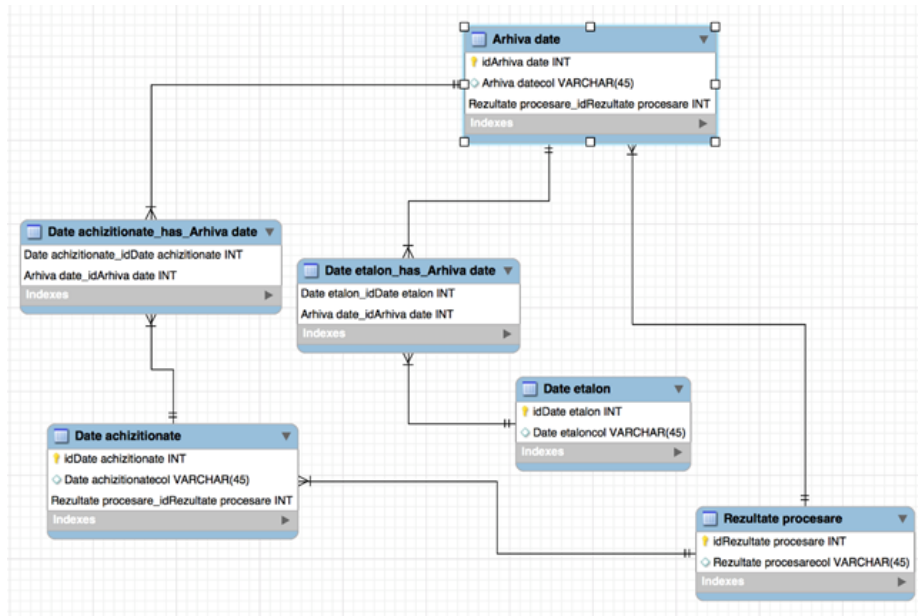 Arhiva date
idArhiva date INT
Arhiva datecol VARCHAR(45)
Rezultate procesare_idRezultate procesare INT
Indexes
Date achizitionate_has_Arhiva date
Date achizitionate_idDate achizitionate INT
Arhiva date_idArhiva date INT
Indexes
Date etalon_has_Arhiva date
Date etalon_idDate etalon INT
Arhiva date_idArhiva date INT
Indexes
Date etalon
idDate etalon INT
Date etaloncol VARCHAR(45)
Indexes
Date achizitionate
idDate achizitionate INT
Date achizitionatecol VARCHAR(45)
Rezultate procesare_idRezultate procesare INT
Indexes
Rezultate procesare
idRezultate procesare INT
Rezultate procesarecol VARCHAR(45)
Indexes